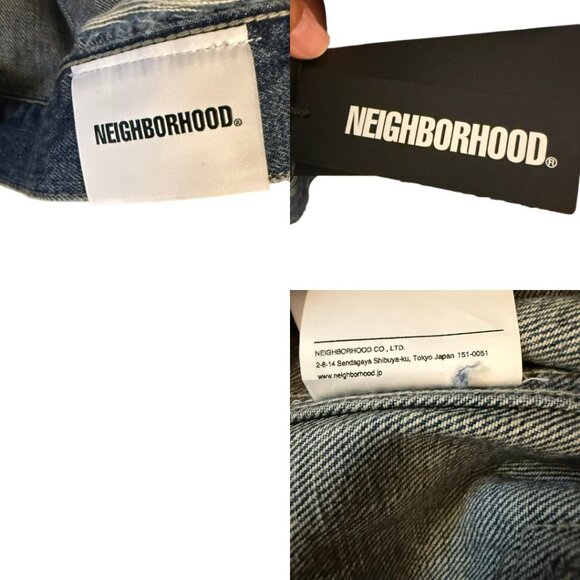 NEIGHBORHOOD®
NEIGHBORHOOD®
NEIGHBORHOOD CO., LTD.
2-8-14 Sendagaya Shibuya-ku, Tokyo Japan 151-0051
www.neighborhood.jp